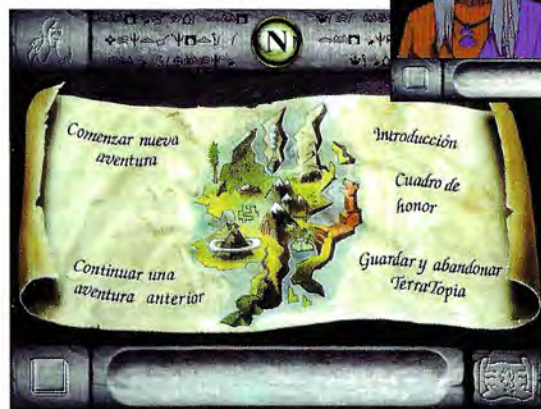 N
Comenzar nueva
aventura
Continuar una
aventura anterior
Introducción
Cuadro de
honor
Guardar y abandonar
TerraTopia